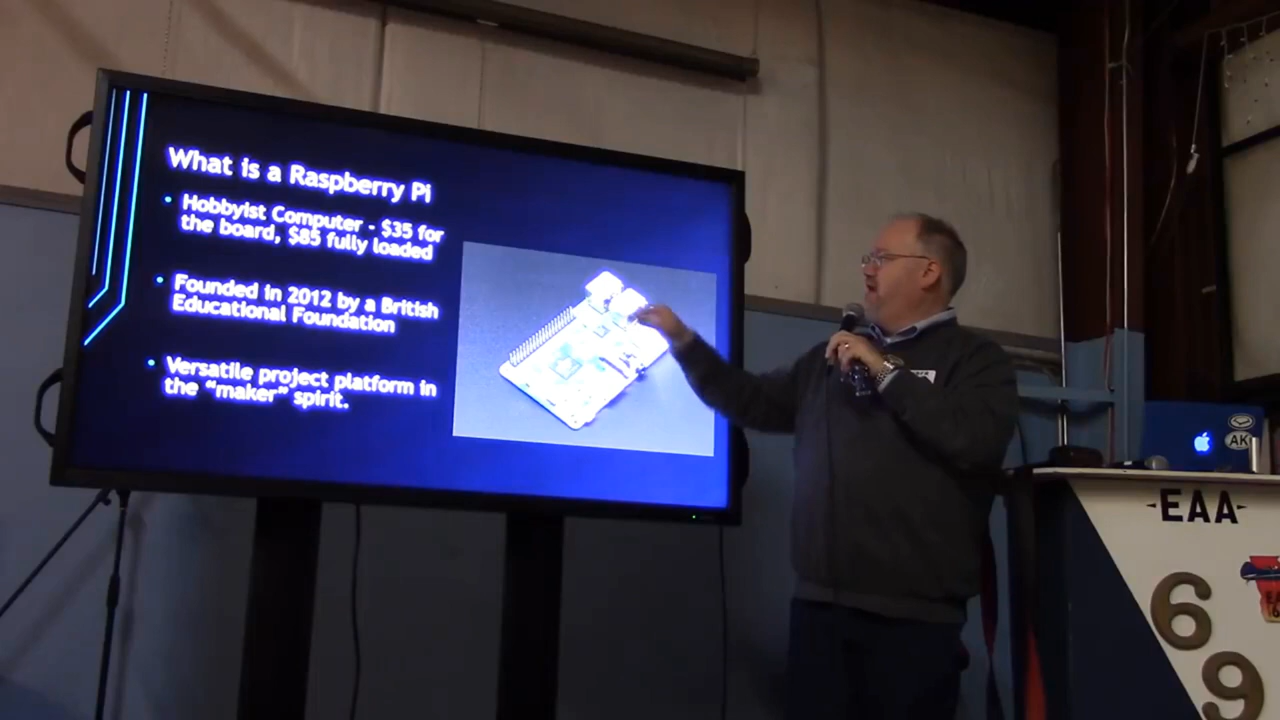 What is a Raspberry Pi
• Hobbyist Computer - $35 for
the board, $85 fully loaded
• Founded in 2012 by a British
Educational Foundation
• Versatile project platform in
the “maker” spirit.
AK
EAA
6
9